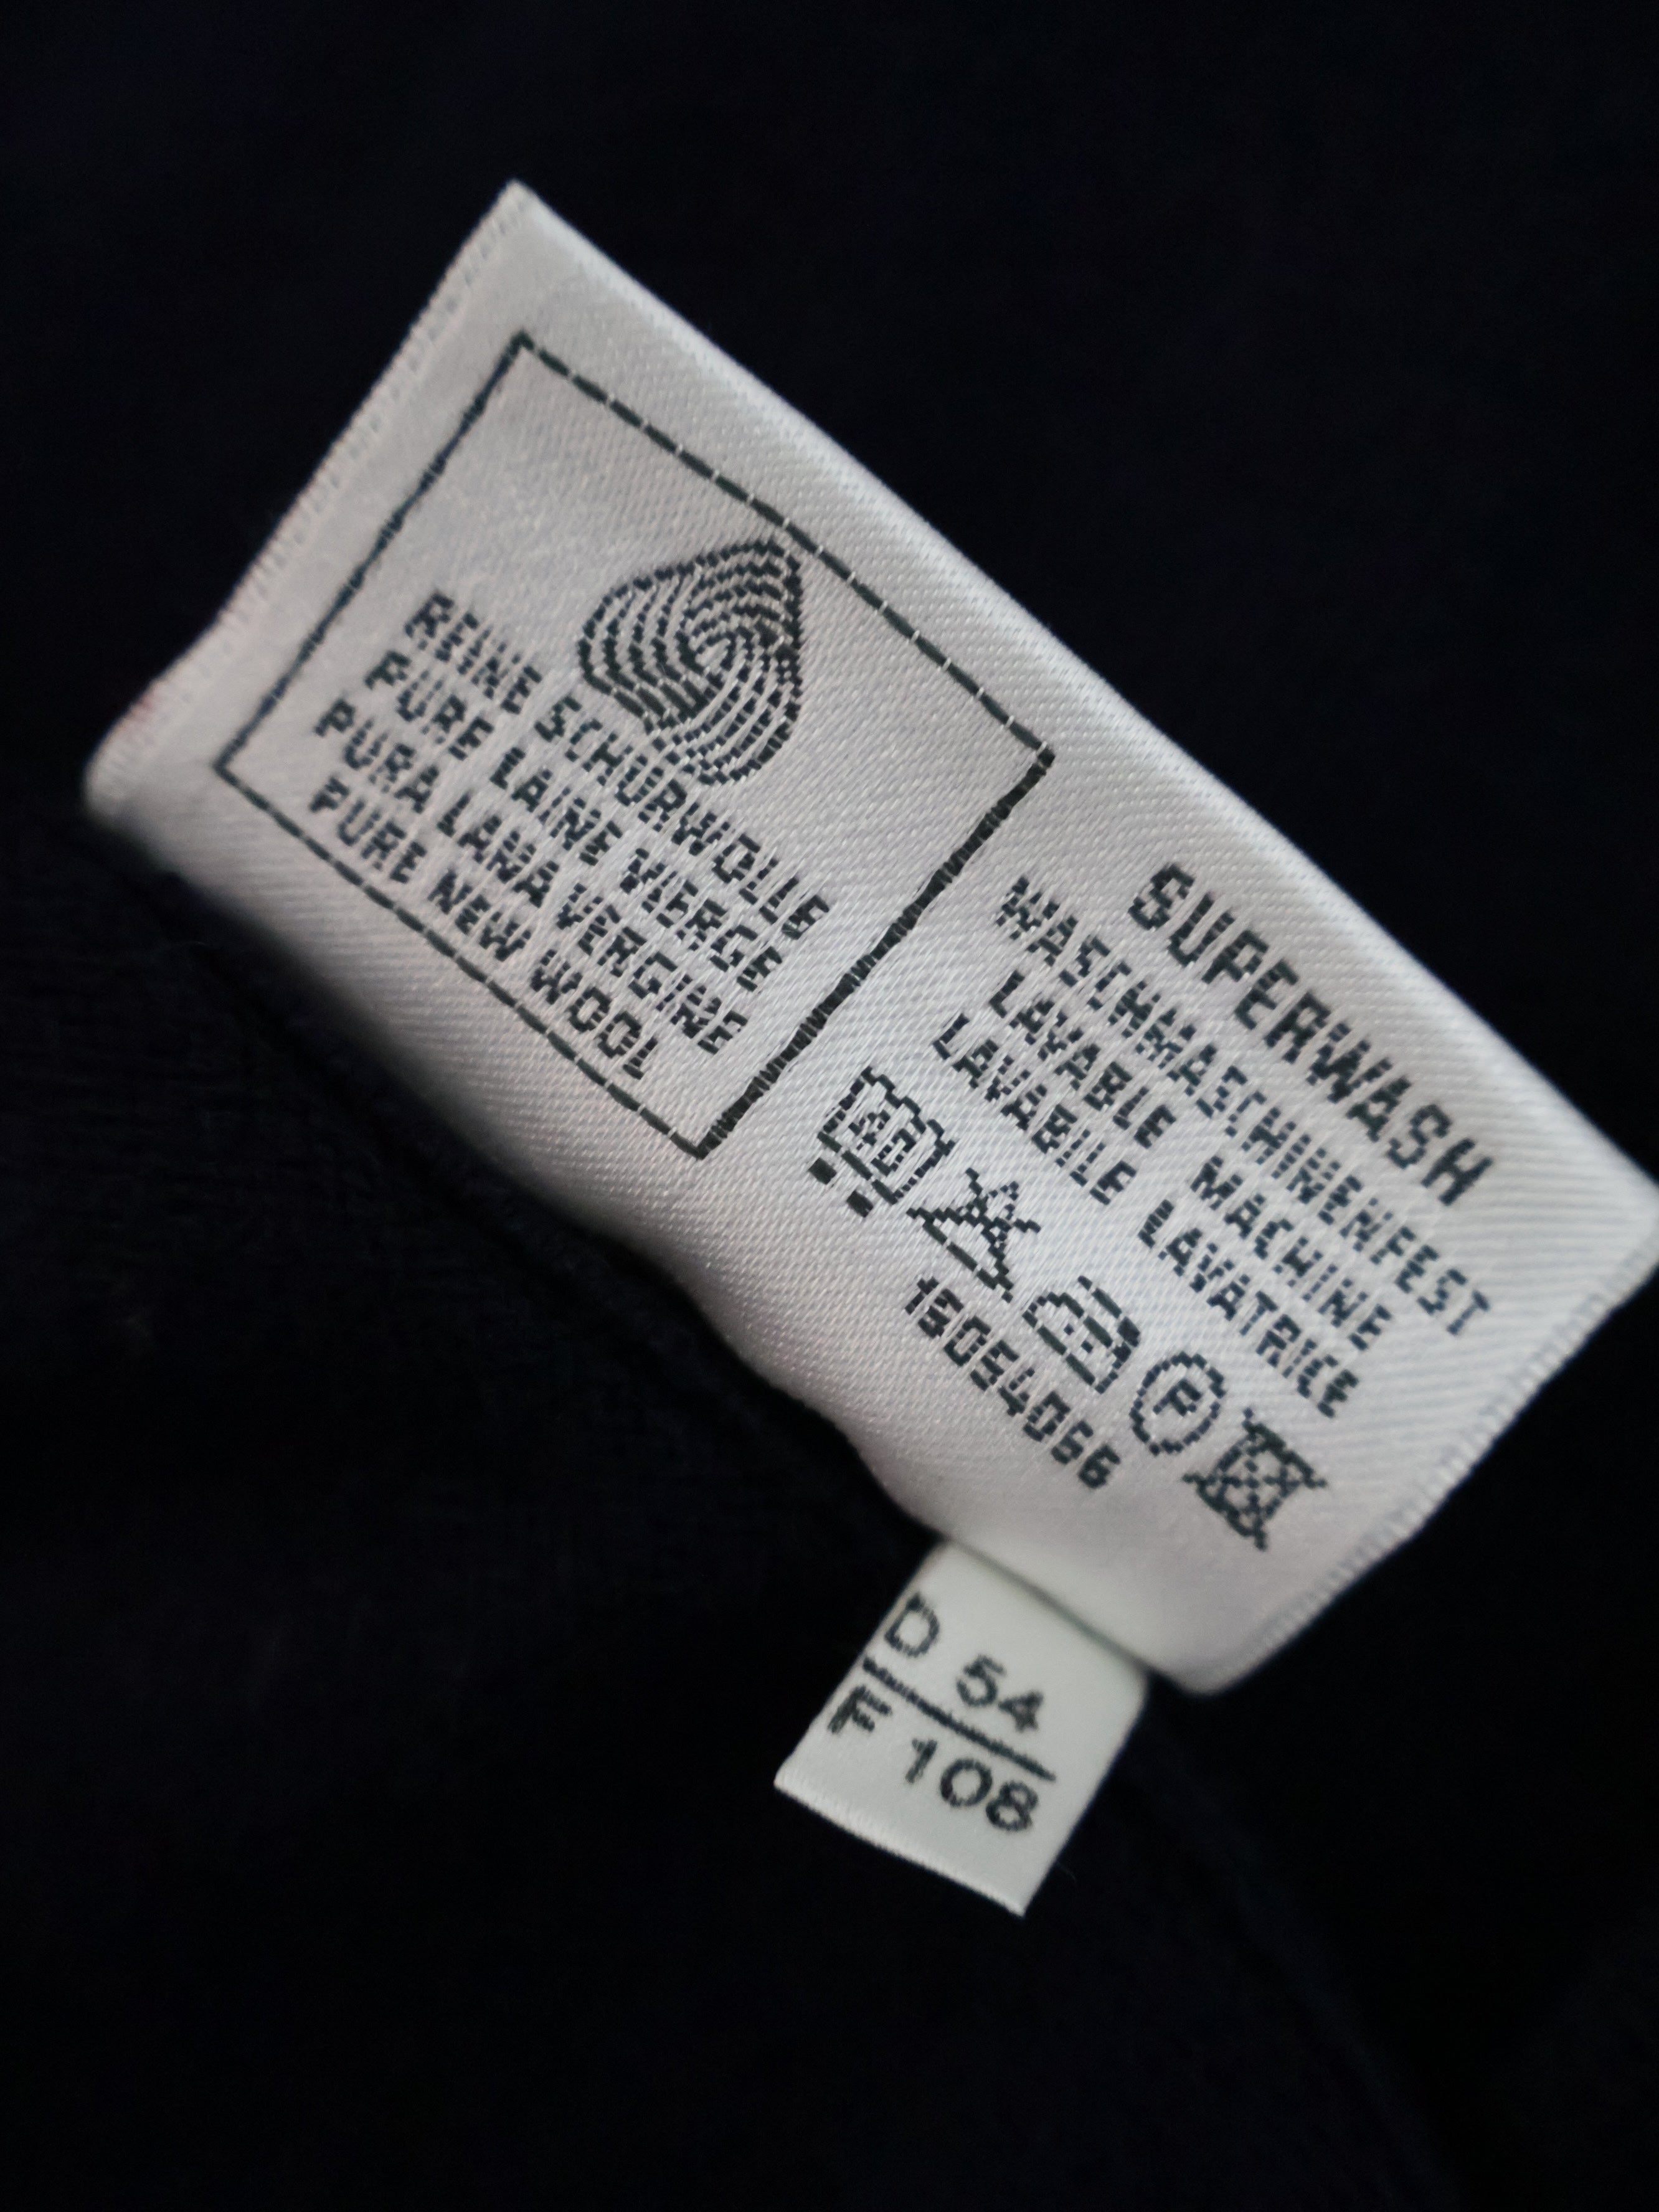 REINE SCHURWOLLE
PURE LAINE VIERGE
PURA LANA VERGINE
PURE NEW WOOL
SUPERWASH
WASCHMASCHINENFEST
LAVABLE MACHINE
LAVABILE LAVATRICE
40
F
15054066
D 54
F 108